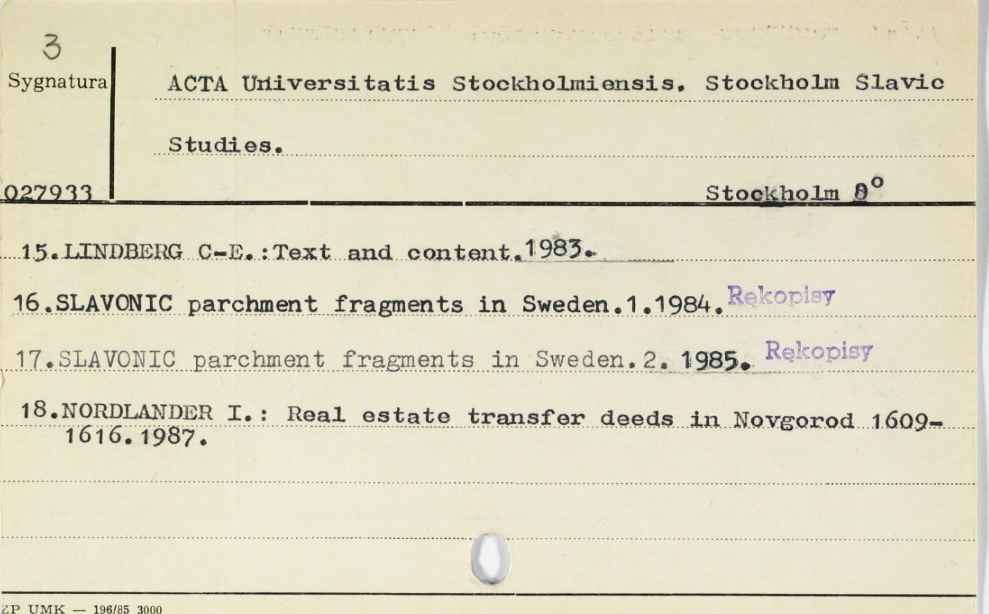 3
Sygnatura
ACTA Universitatis Stockholmiensis. Stockholm Slavic
Studies.
027933
Stockholm 8°
15.LINDBERG C-E.:Text and content.1983.
16.SLAVONIC parchment fragments in Sweden.1.1984. Rękopisy
17.SLAVONIC parchment fragments in Sweden.2. 1985. Rękopisy
18.NORDLANDER I.: Real estate transfer deeds in Novgorod 1609-
1616.1987.
ZP UMK — 196/85 3000